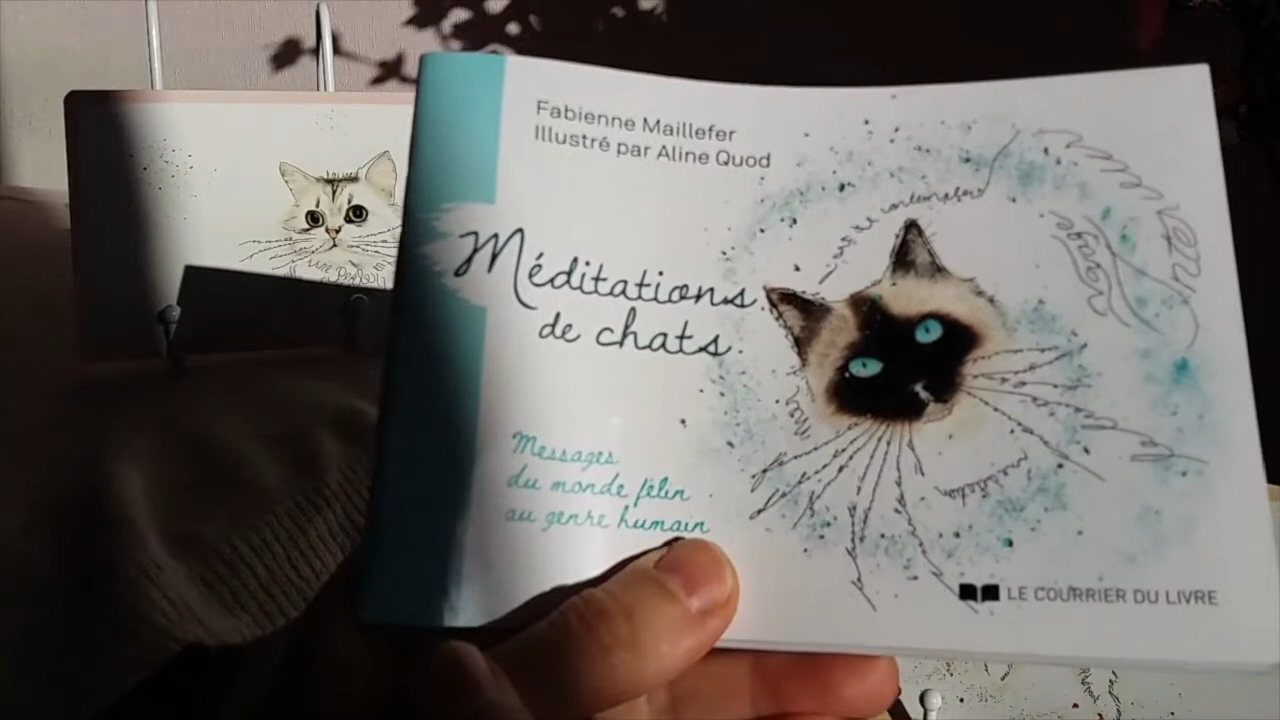 Fabienne Maillefer
Illustré par Aline Quod
Méditations
de chats
Messages
du monde félin
au genre humain
LE COURRIER DU LIVRE